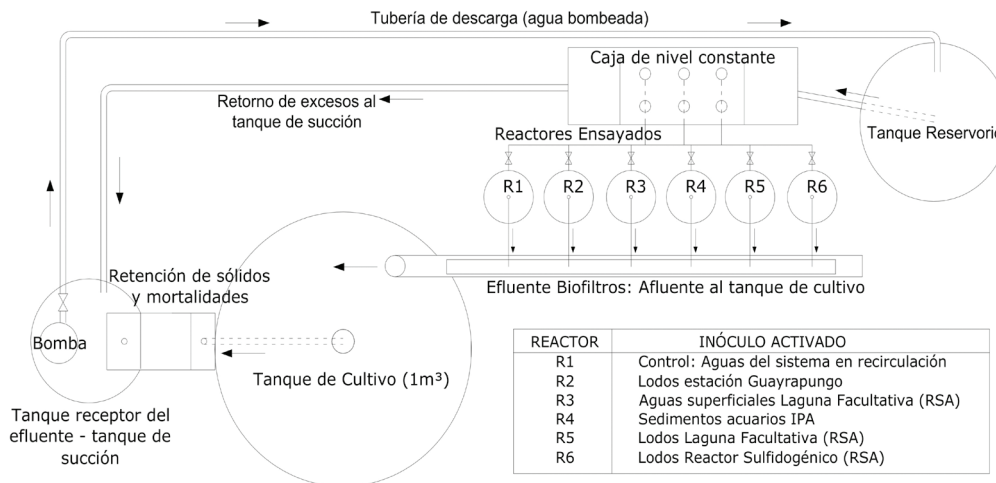 Tubería de descarga (agua bombeada)
Caja de nivel constante
Retorno de excesos al
tanque de succión
Tanque Reservorio
Reactores Ensayados
R1 R2 R3 R4 R5 R6
Retención de sólidos
y mortalidades
Efluente Biofiltros: Afluente al tanque de cultivo
Bomba
Tanque de Cultivo (1m³)
Tanque receptor del
efluente - tanque de
succión
REACTOR INÓCULO ACTIVADO
R1 Control: Aguas del sistema en recirculación
R2 Lodos estación Guayrapungo
R3 Aguas superficiales Laguna Facultativa (RSA)
R4 Sedimentos acuarios IPA
R5 Lodos Laguna Facultativa (RSA)
R6 Lodos Reactor Sulfidogénico (RSA)